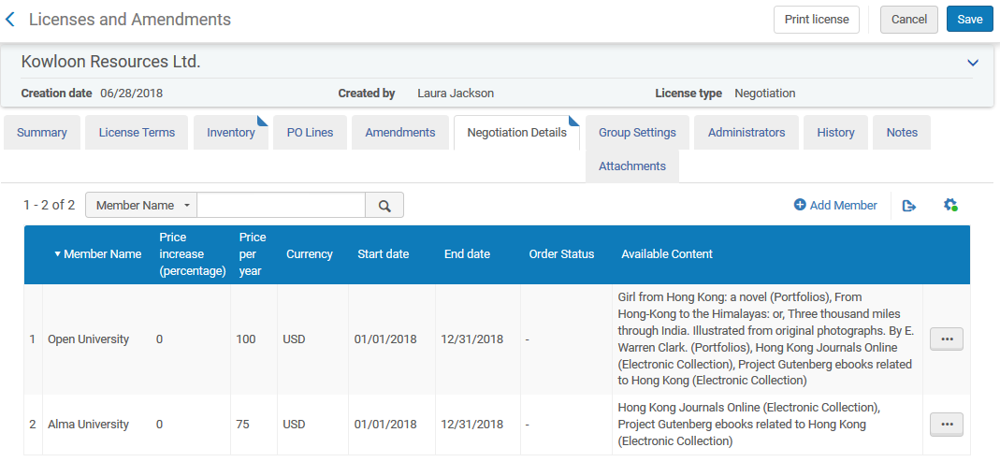 Licenses and Amendments
Print license
Cancel
Save
Kowloon Resources Ltd.
Creation date 06/28/2018
Created by Laura Jackson
License type Negotiation
Summary
License Terms
Inventory
PO Lines
Amendments
Negotiation Details
Group Settings
Administrators
History
Notes
Attachments
1 - 2 of 2
Member Name
Add Member
Member Name
Price
increase
(percentage)
Price
per
year
Currency
Start date
End date
Order Status
Available Content
1 Open University 0 100 USD 01/01/2018 12/31/2018 -
Girl from Hong Kong: a novel (Portfolios), From
Hong-Kong to the Himalayas: or, Three thousand miles
through India. Illustrated from original photographs. By E.
Warren Clark. (Portfolios), Hong Kong Journals Online
(Electronic Collection), Project Gutenberg ebooks related
to Hong Kong (Electronic Collection)
2 Alma University 0 75 USD 01/01/2018 12/31/2018 -
Hong Kong Journals Online (Electronic Collection),
Project Gutenberg ebooks related to Hong Kong
(Electronic Collection)